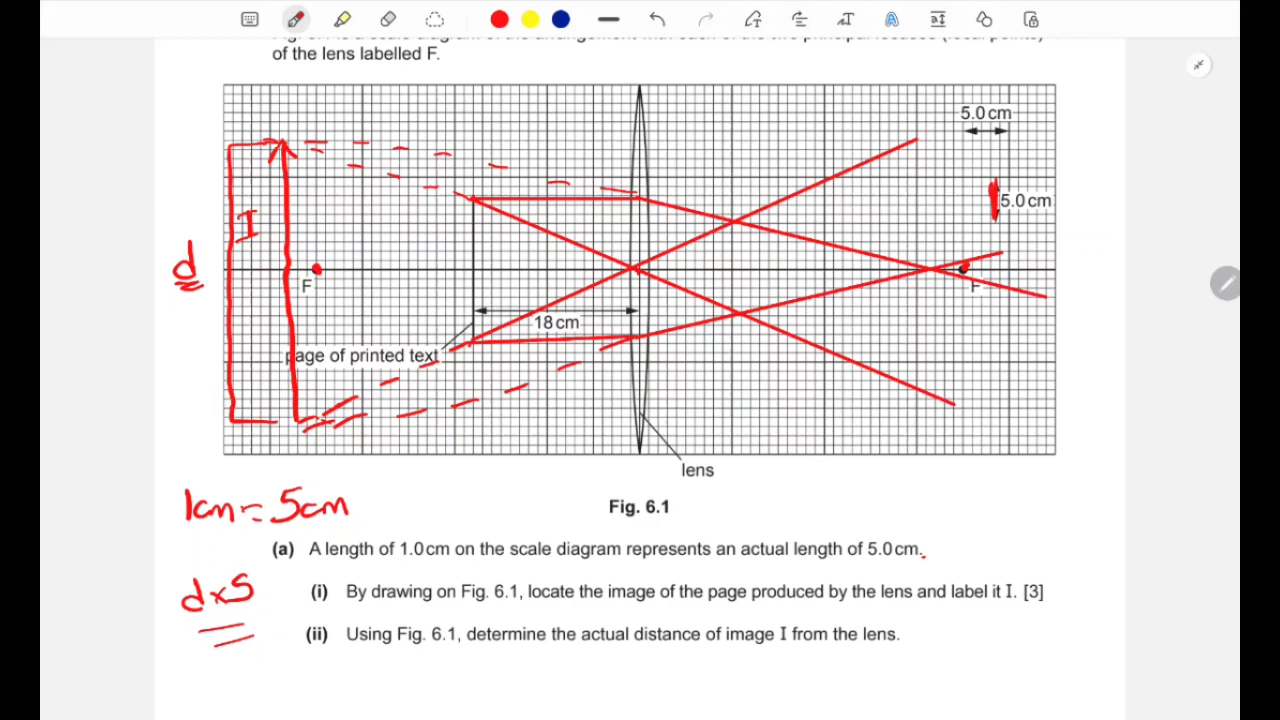 of the lens labelled F.
5.0 cm
5.0 cm
I
d
F
F
18 cm
page of printed text
lens
1cm = 5cm
Fig. 6.1
(a) A length of 1.0 cm on the scale diagram represents an actual length of 5.0 cm.
d×5
(i) By drawing on Fig. 6.1, locate the image of the page produced by the lens and label it I. [3]
(ii) Using Fig. 6.1, determine the actual distance of image I from the lens.